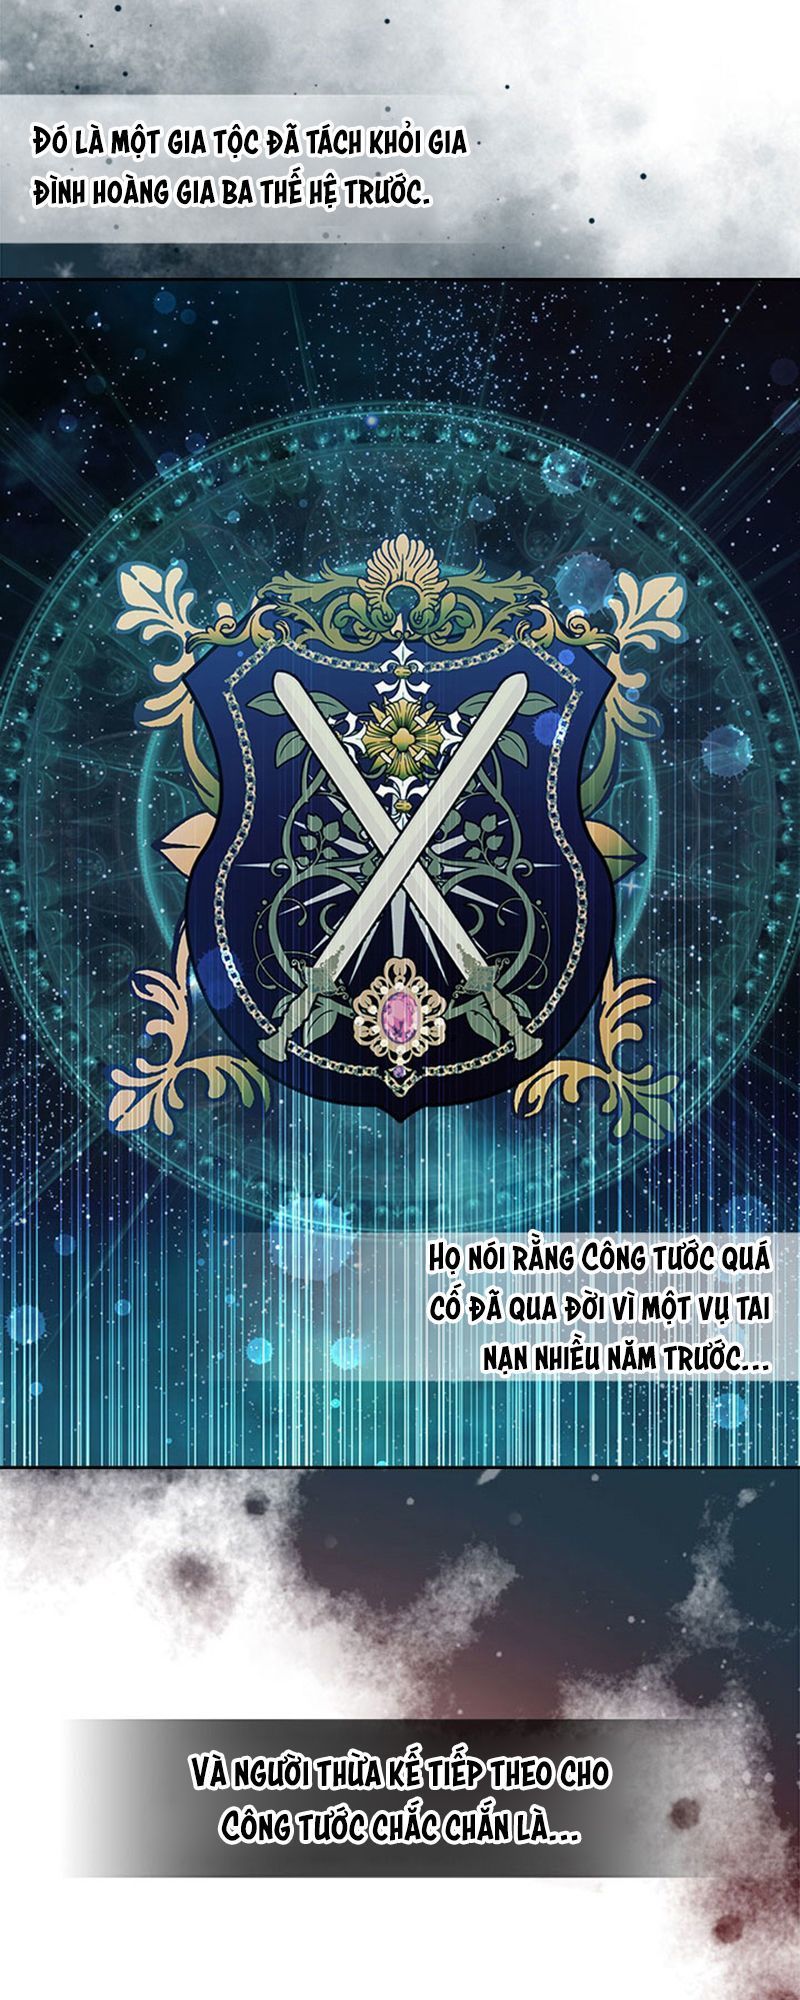 ĐÓ LÀ MỘT GIA TỘC ĐÃ TÁCH KHỎI GIA
ĐÌNH HOÀNG GIA BA THẾ HỆ TRƯỚC.
HỌ NÓI RẰNG CÔNG TƯỚC QUÁ
CỐ ĐÃ QUA ĐỜI VÌ MỘT VỤ TAI
NẠN NHIỀU NĂM TRƯỚC...
VÀ NGƯỜI THỪA KẾ TIẾP THEO CHO
CÔNG TƯỚC CHẮC CHẮN LÀ...